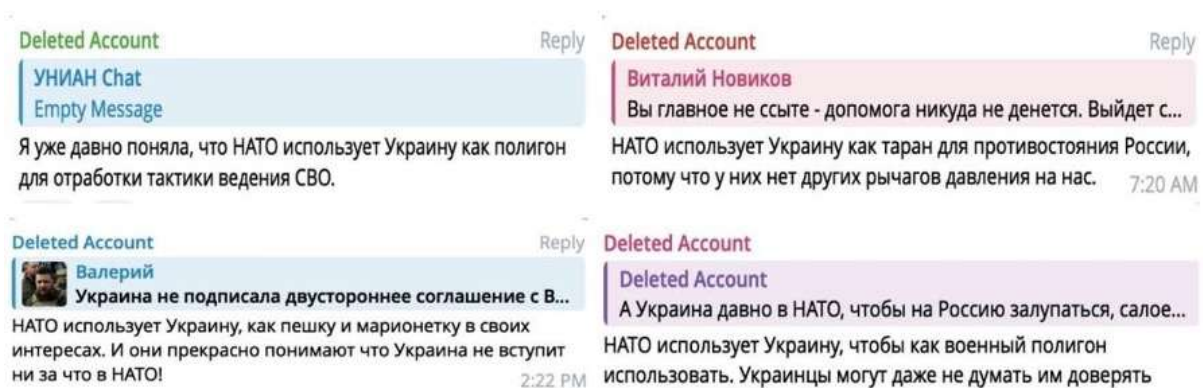 Deleted Account Reply
УНИАН Chat
Empty Message
Я уже давно поняла, что НАТО использует Украину как полигон
для отработки тактики ведения СВО.
Deleted Account Reply
Виталий Новиков
Вы главное не ссыте - допомога никуда не денется. Выйдет с...
НАТО использует Украину как таран для противостояния России,
потому что у них нет других рычагов давления на нас. 7:20 AM
Deleted Account Reply
Валерий
Украина не подписала двустороннее соглашение с В...
НАТО использует Украину, как пешку и марионетку в своих
интересах. И они прекрасно понимают что Украина не вступит
ни за что в НАТО! 2:22 PM
Deleted Account
Deleted Account
А Украина давно в НАТО, чтобы на Россию залупаться, салое...
НАТО использует Украину, чтобы как военный полигон
использовать. Украинцы могут даже не думать им доверять